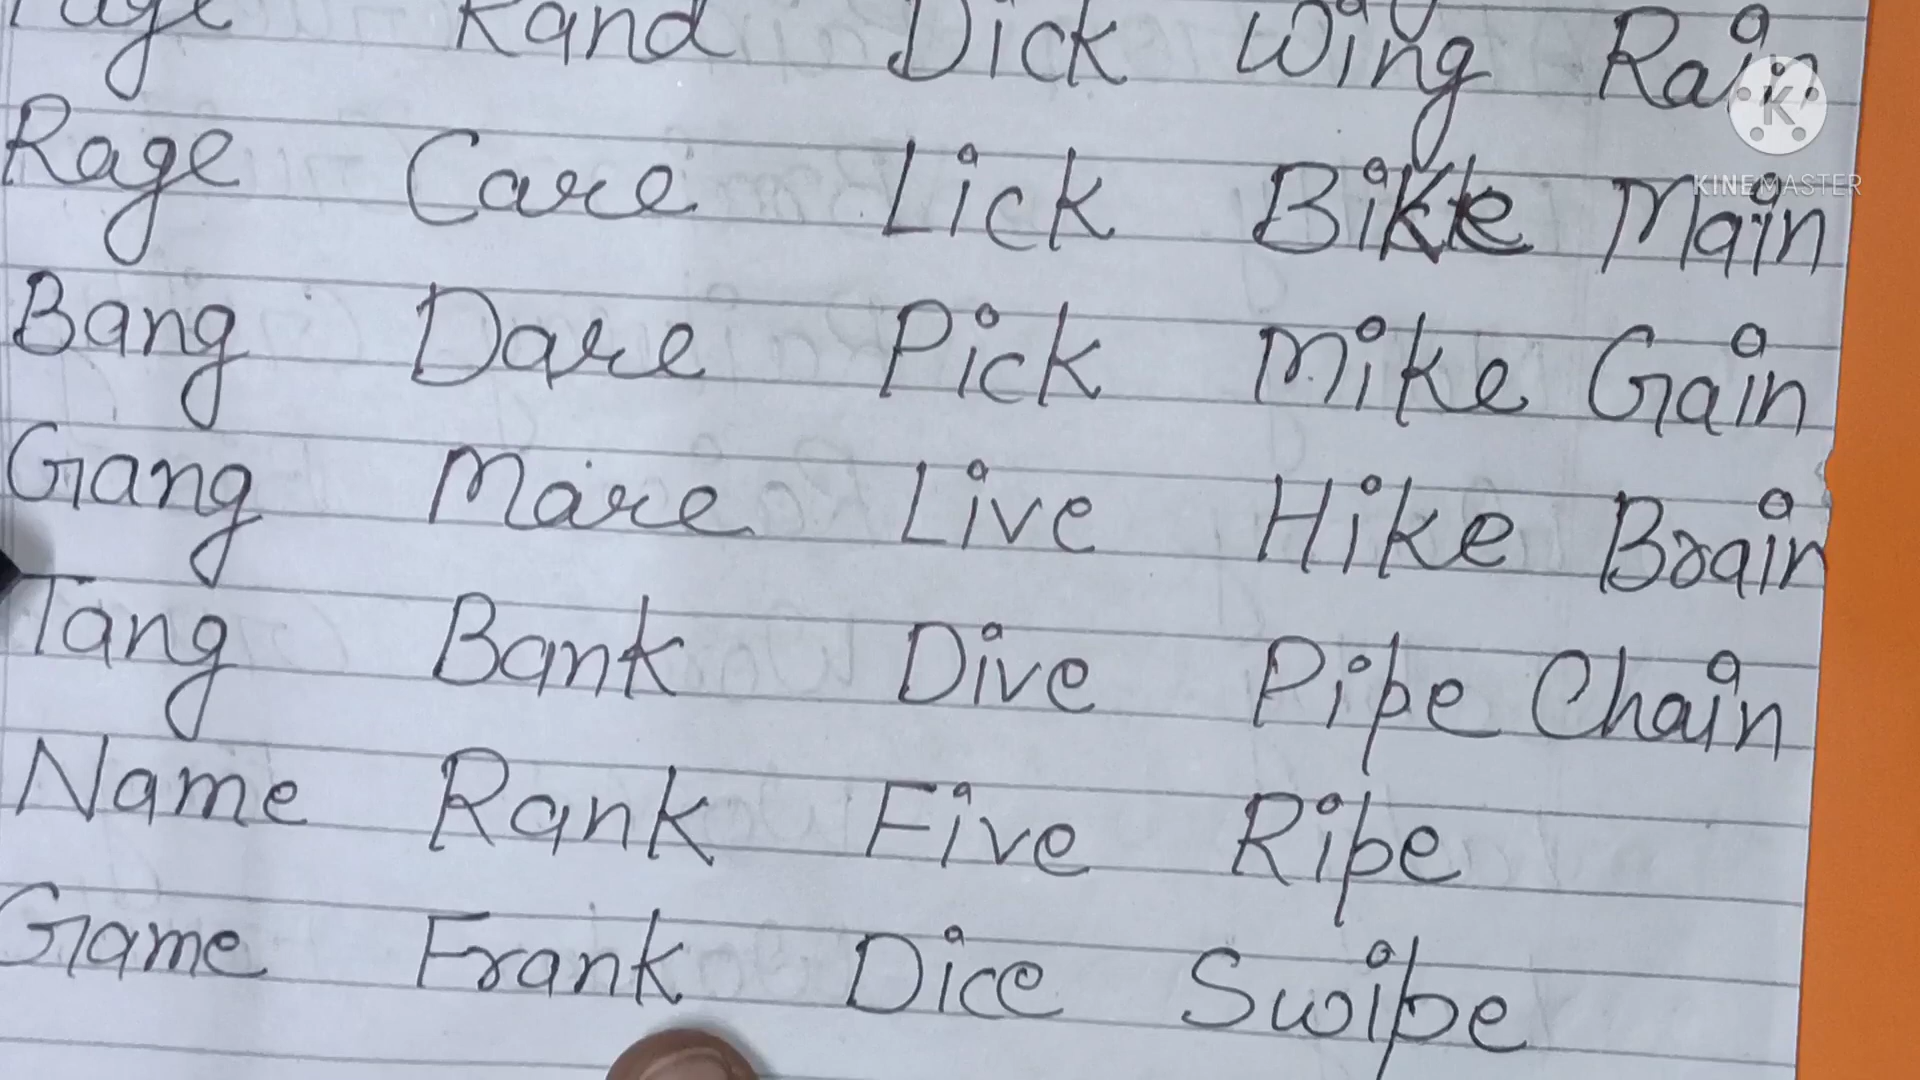 Rand Dick Wing Rain
Rage Care Lick Bike Main
Bang Dare Pick Mike Gain
Gang Mare Live Hike Brain
Tang Bank Dive Pipe Chain
Name Rank Five Ripe
Game Frank Dice Swipe
KINEMASTER